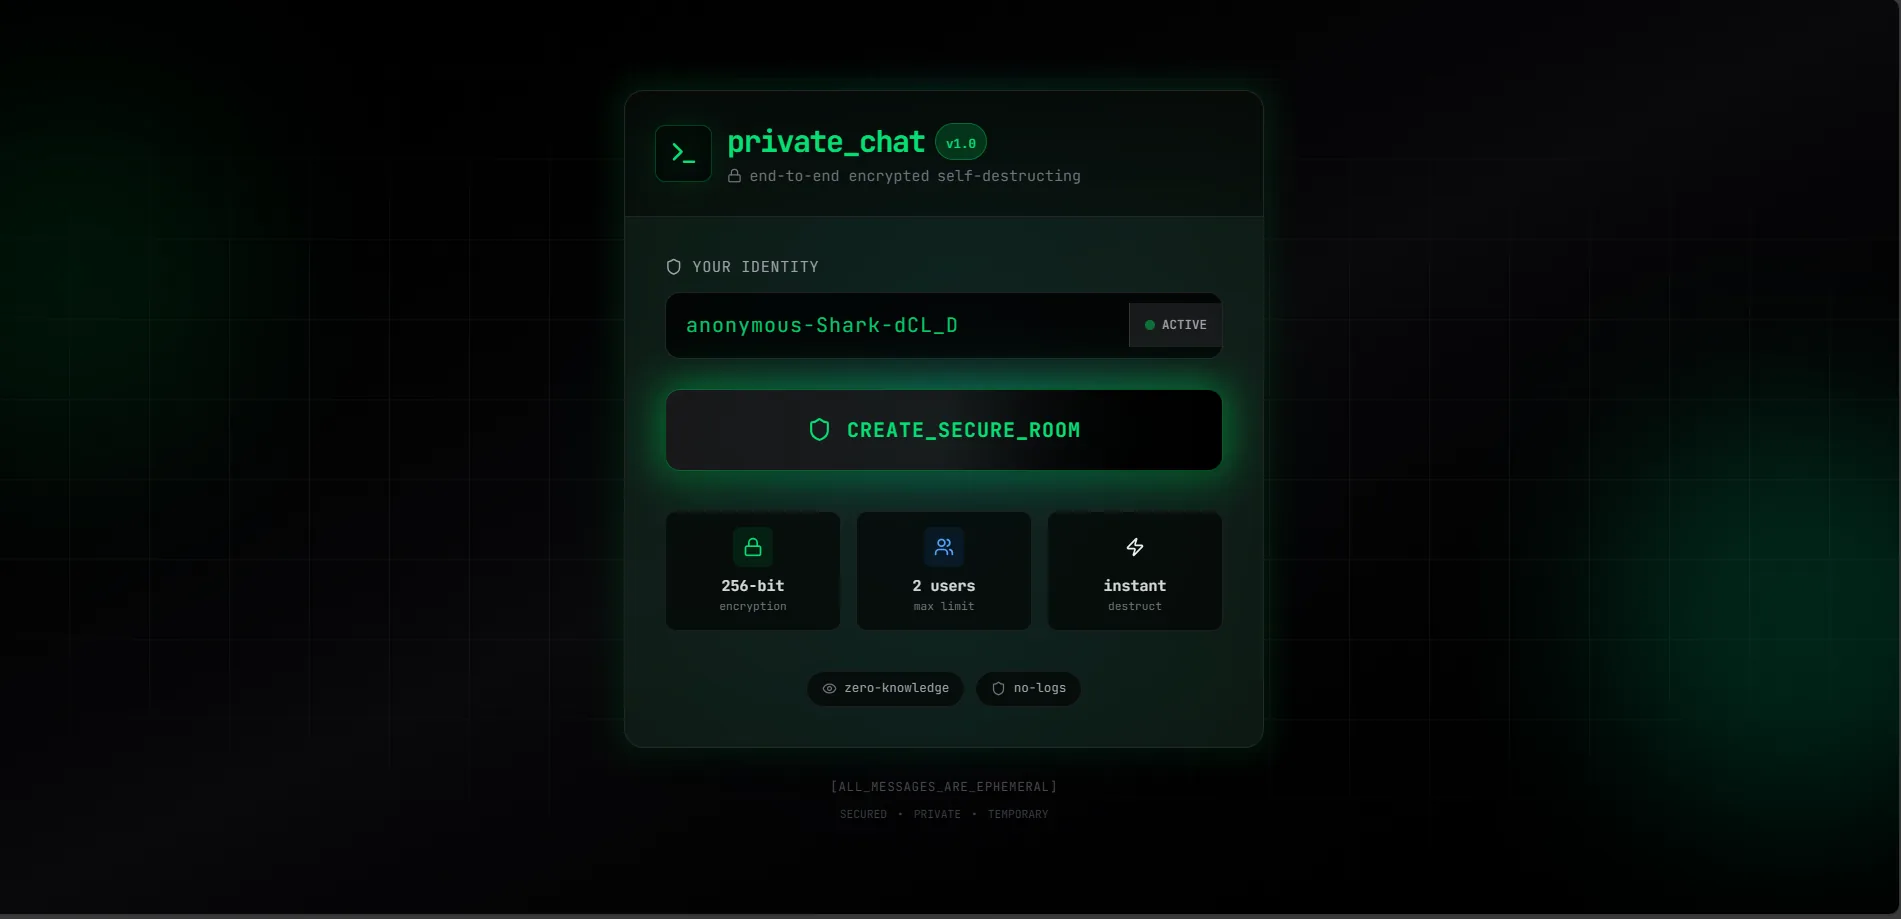 private_chat v1.0
end-to-end encrypted self-destructing
YOUR IDENTITY
anonymous-Shark-dCL_D ACTIVE
CREATE_SECURE_ROOM
256-bit
encryption
2 users
max limit
instant
destruct
zero-knowledge no-logs
[ALL_MESSAGES_ARE_EPHEMERAL]
SECURED • PRIVATE • TEMPORARY